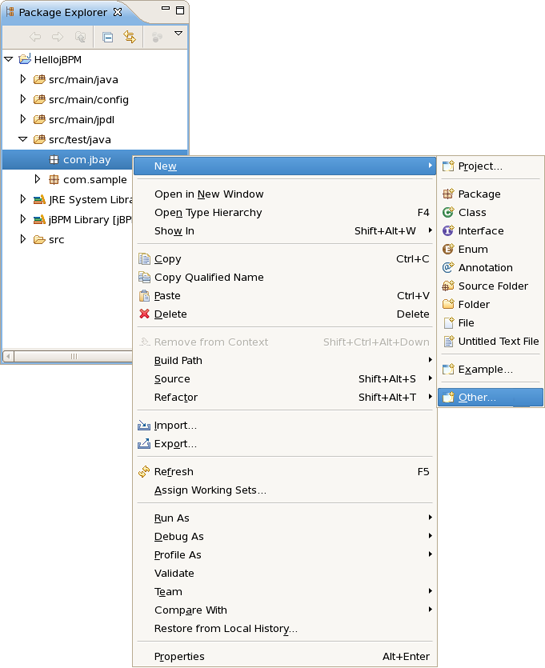 Package Explorer
HellojBPM
src/main/java
src/main/config
src/main/jpdl
src/test/java
com.jbay
com.sample
JRE System Libra
jBPM Library [jBP
src
New
Open in New Window
Open Type Hierarchy F4
Show In Shift+Alt+W
Copy Ctrl+C
Copy Qualified Name
Paste Ctrl+V
Delete Delete
Remove from Context Shift+Ctrl+Alt+Down
Build Path
Source Shift+Alt+S
Refactor Shift+Alt+T
Import...
Export...
Refresh F5
Assign Working Sets...
Run As
Debug As
Profile As
Validate
Team
Compare With
Restore from Local History...
Properties Alt+Enter
Project...
Package
Class
Interface
Enum
Annotation
Source Folder
Folder
File
Untitled Text File
Example...
Other...